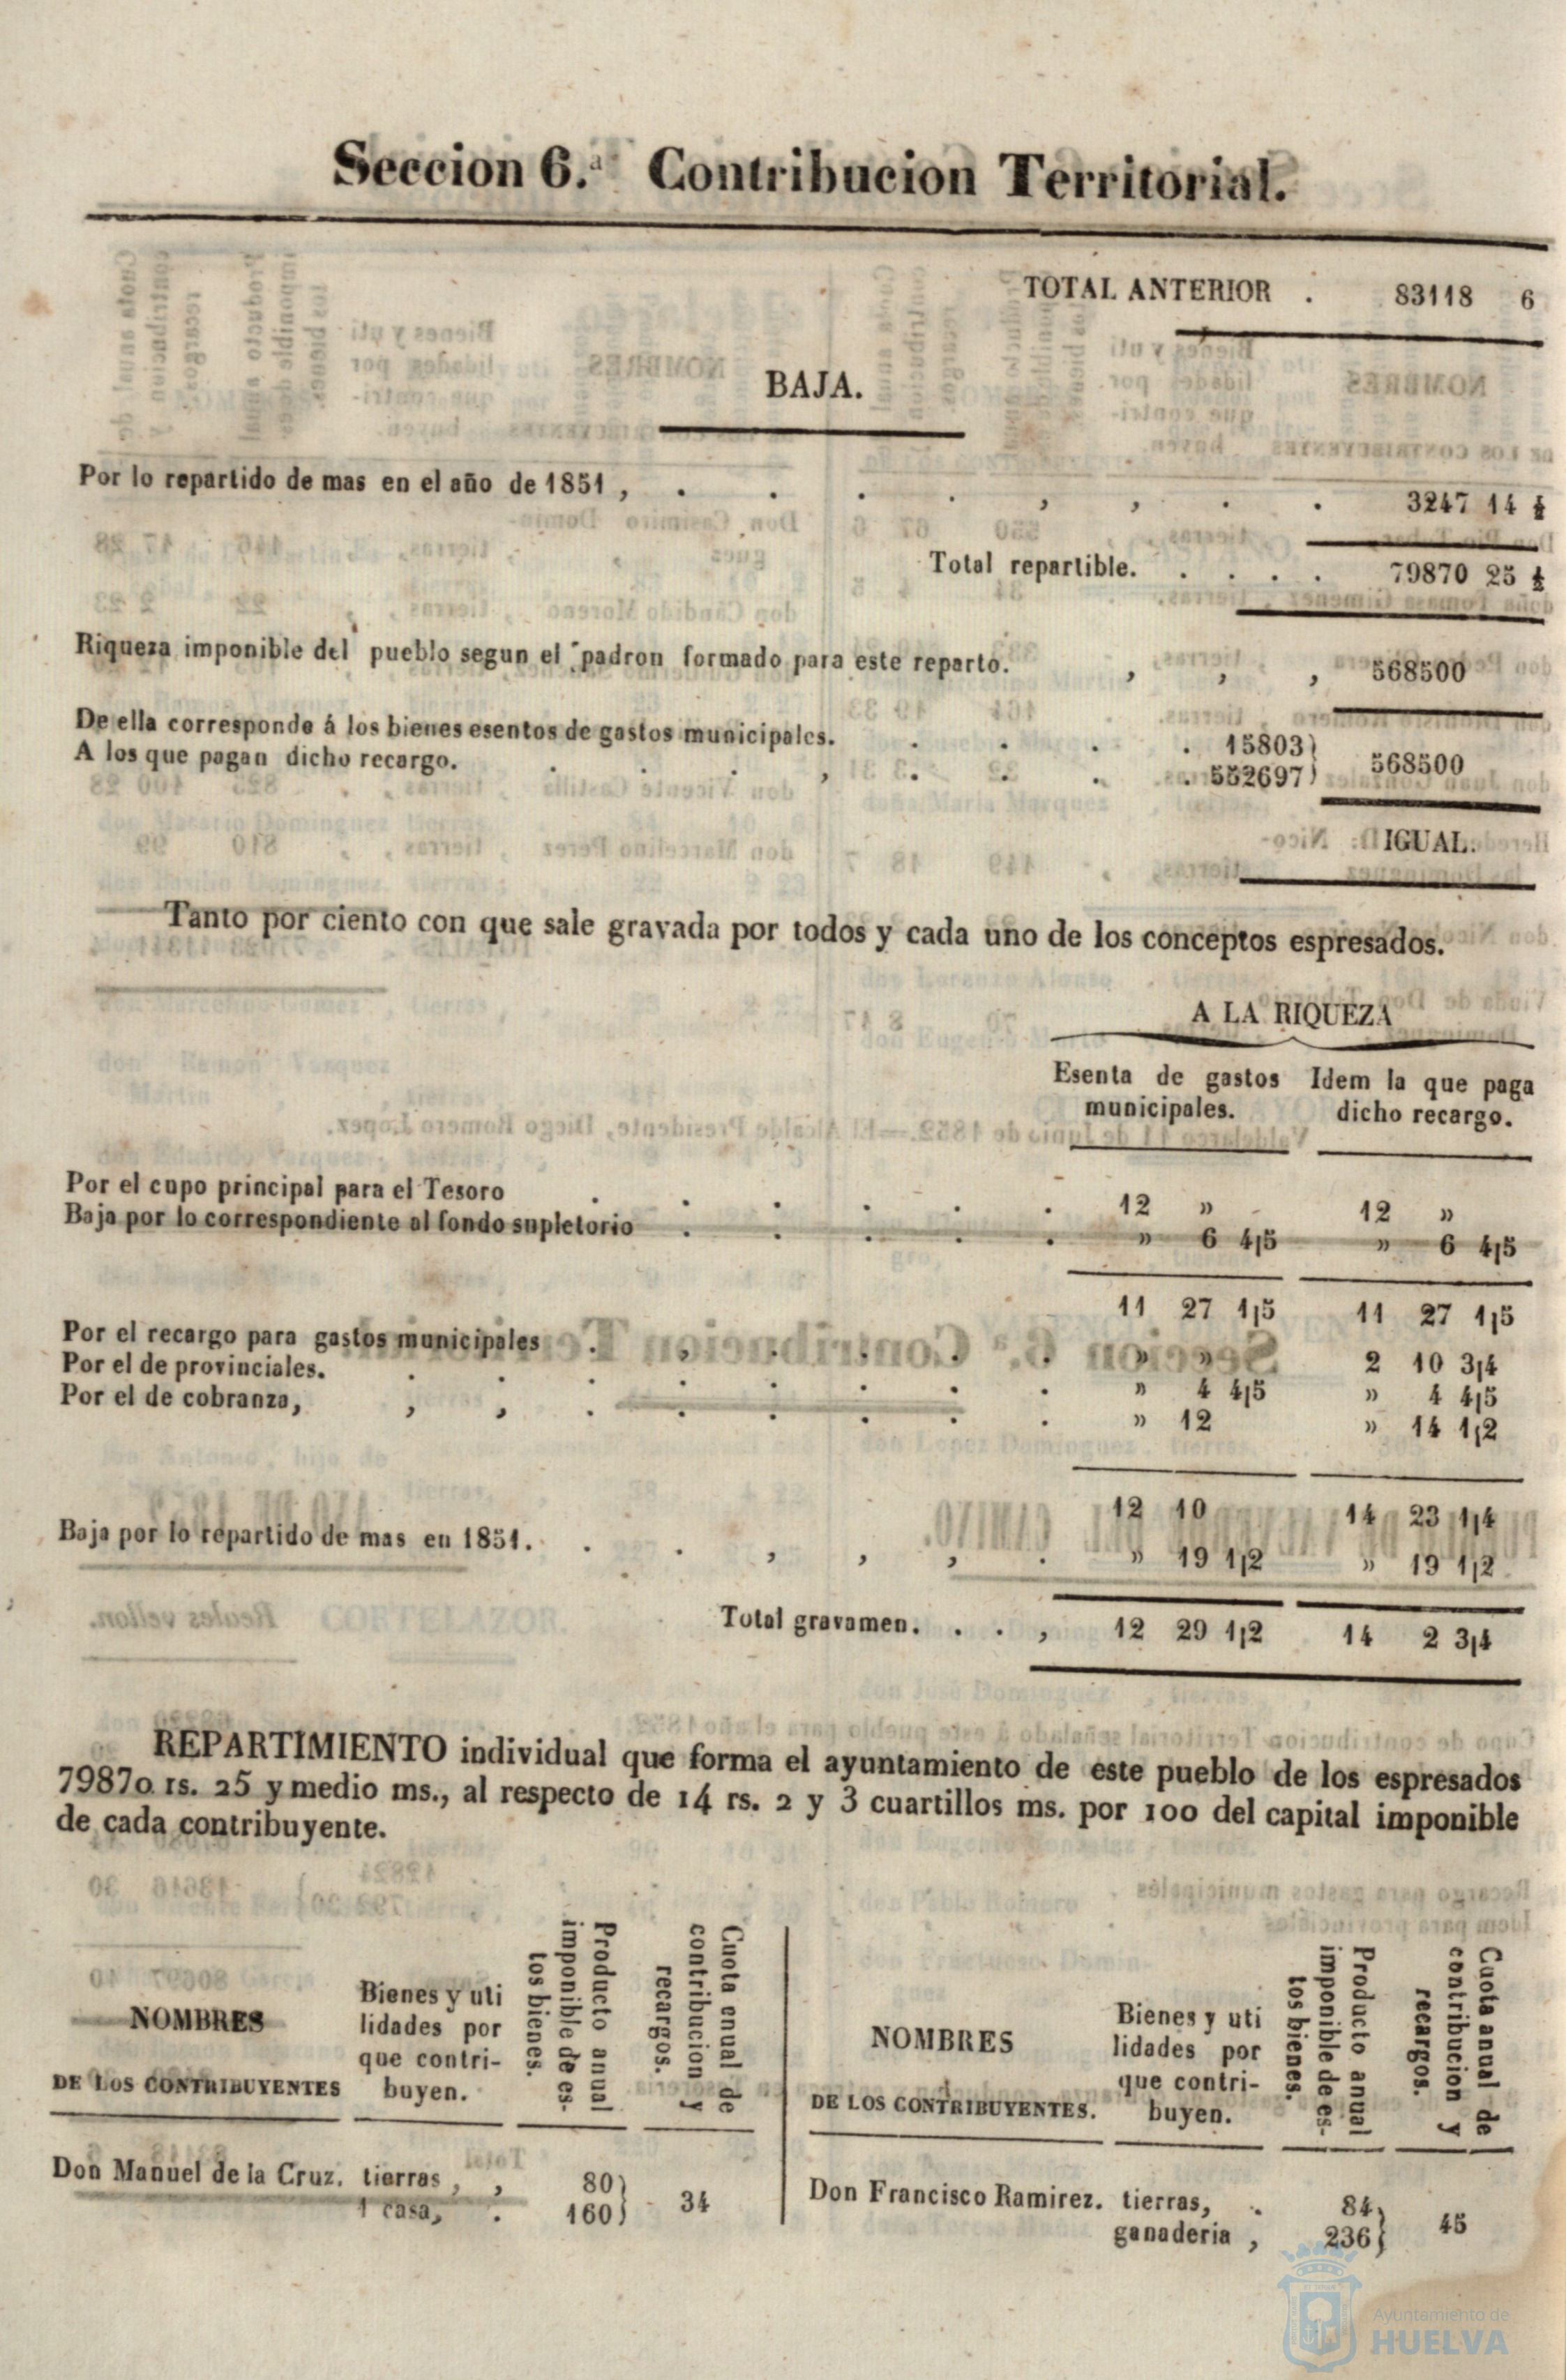 Seccion 6.ª Contribucion Territorial.
TOTAL ANTERIOR . 83118 6
BAJA.
Por lo repartido de mas en el año de 1851 , . . . . , , . . 3247 14 ½
Total repartible. . . . . 79870 25 ½
Riqueza imponible del pueblo segun el padron formado para este reparto. , , , 568500
De ella corresponde á los bienes esentos de gastos municipales. . . . . 15803)
A los que pagan dicho recargo. . . . , . . . . 552697) 568500
IGUAL.
Tanto por ciento con que sale gravada por todos y cada uno de los conceptos espresados.
A LA RIQUEZA
Esenta de gastos municipales.
Idem la que paga dicho recargo.
Por el cupo principal para el Tesoro . . . . . . 12 » 12 »
Baja por lo correspondiente al fondo supletorio . . . . . » 6 4|5 » 6 4|5
11 27 1|5 11 27 1|5
Por el recargo para gastos municipales . , . . . . » » 2 10 3|4
Por el de provinciales. . . . . . . . . » 4 4|5 » 4 4|5
Por el de cobranza, , , . . . . . . » 12 » 14 1|2
12 10 14 23 1|4
Baja por lo repartido de mas en 1851. . . , , , . » 19 1|2 » 19 1|2
Total gravamen. . . , 12 29 1|2 14 2 3|4
REPARTIMIENTO individual que forma el ayuntamiento de este pueblo de los espresados
79870 rs. 25 y medio ms., al respecto de 14 rs. 2 y 3 cuartillos ms. por 100 del capital imponible
de cada contribuyente.
NOMBRES
DE LOS CONTRIBUYENTES
Bienes y uti
lidades por
que contri-
buyen.
Producto anual
imponible de es-
tos bienes.
Cuota anual de
contribucion y
recargos.
Don Manuel de la Cruz. tierras , , 80)
1 casa, . 160) 34
NOMBRES
DE LOS CONTRIBUYENTES.
Bienes y uti
lidades por
que contri-
buyen.
Producto anual
imponible de es-
tos bienes.
Cuota anual de
contribucion y
recargos.
Don Francisco Ramirez. tierras, . 84)
ganaderia , 236) 45
Ayuntamiento de
HUELVA